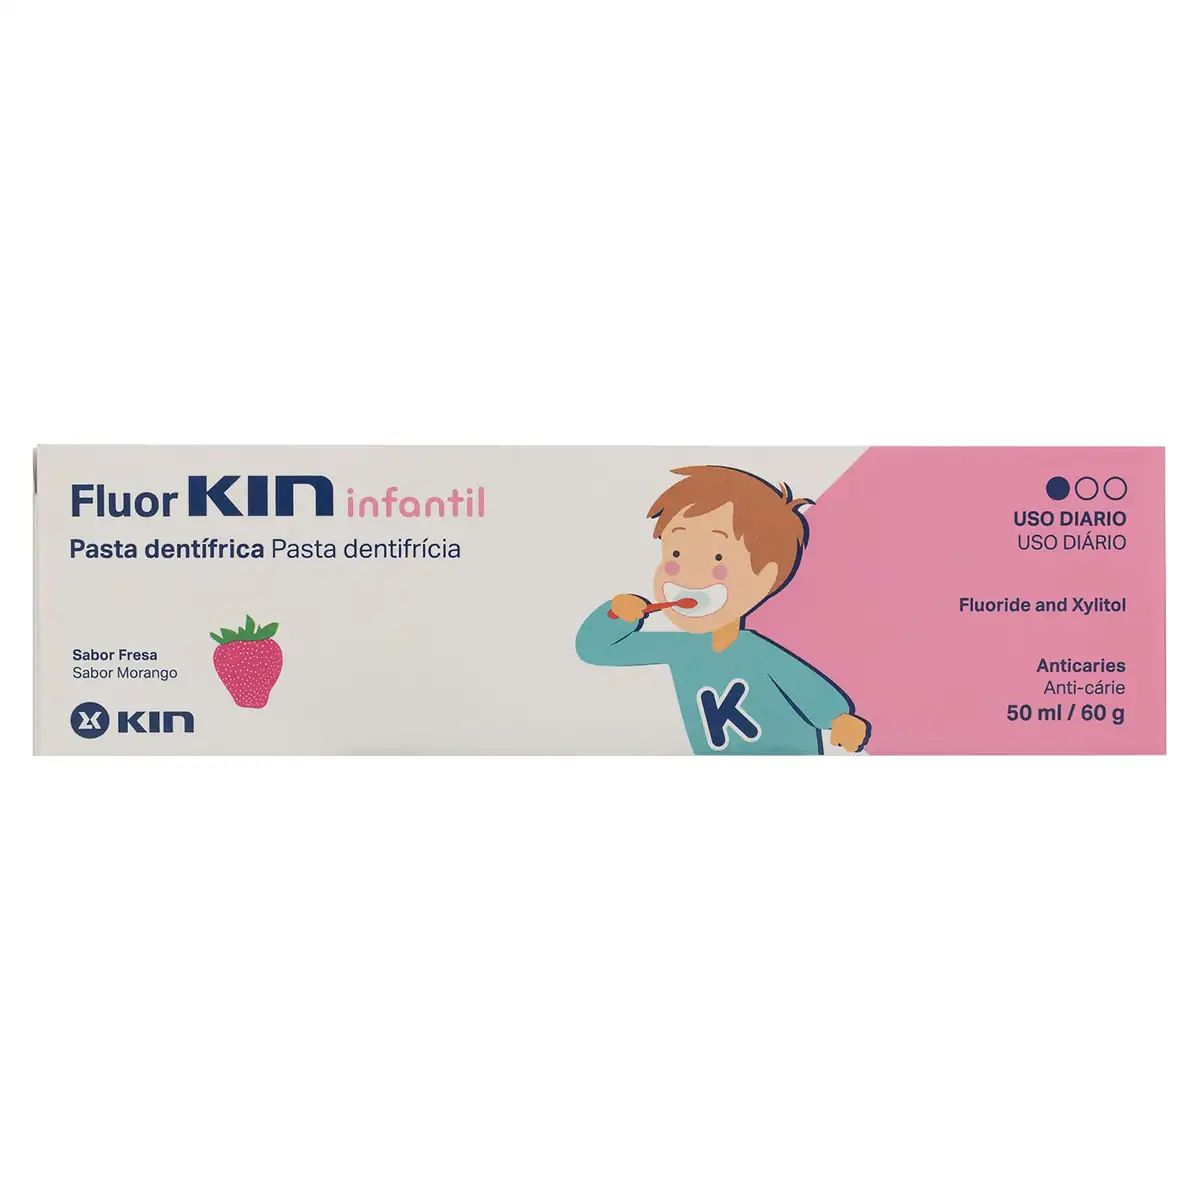 Fluor KIN infantil
Pasta dentífrica Pasta dentifrícia
Sabor Fresa
Sabor Morango
KIN
K
USO DIARIO
USO DIÁRIO
Fluoride and Xylitol
Anticaries
Anti-cárie
50 ml / 60 g